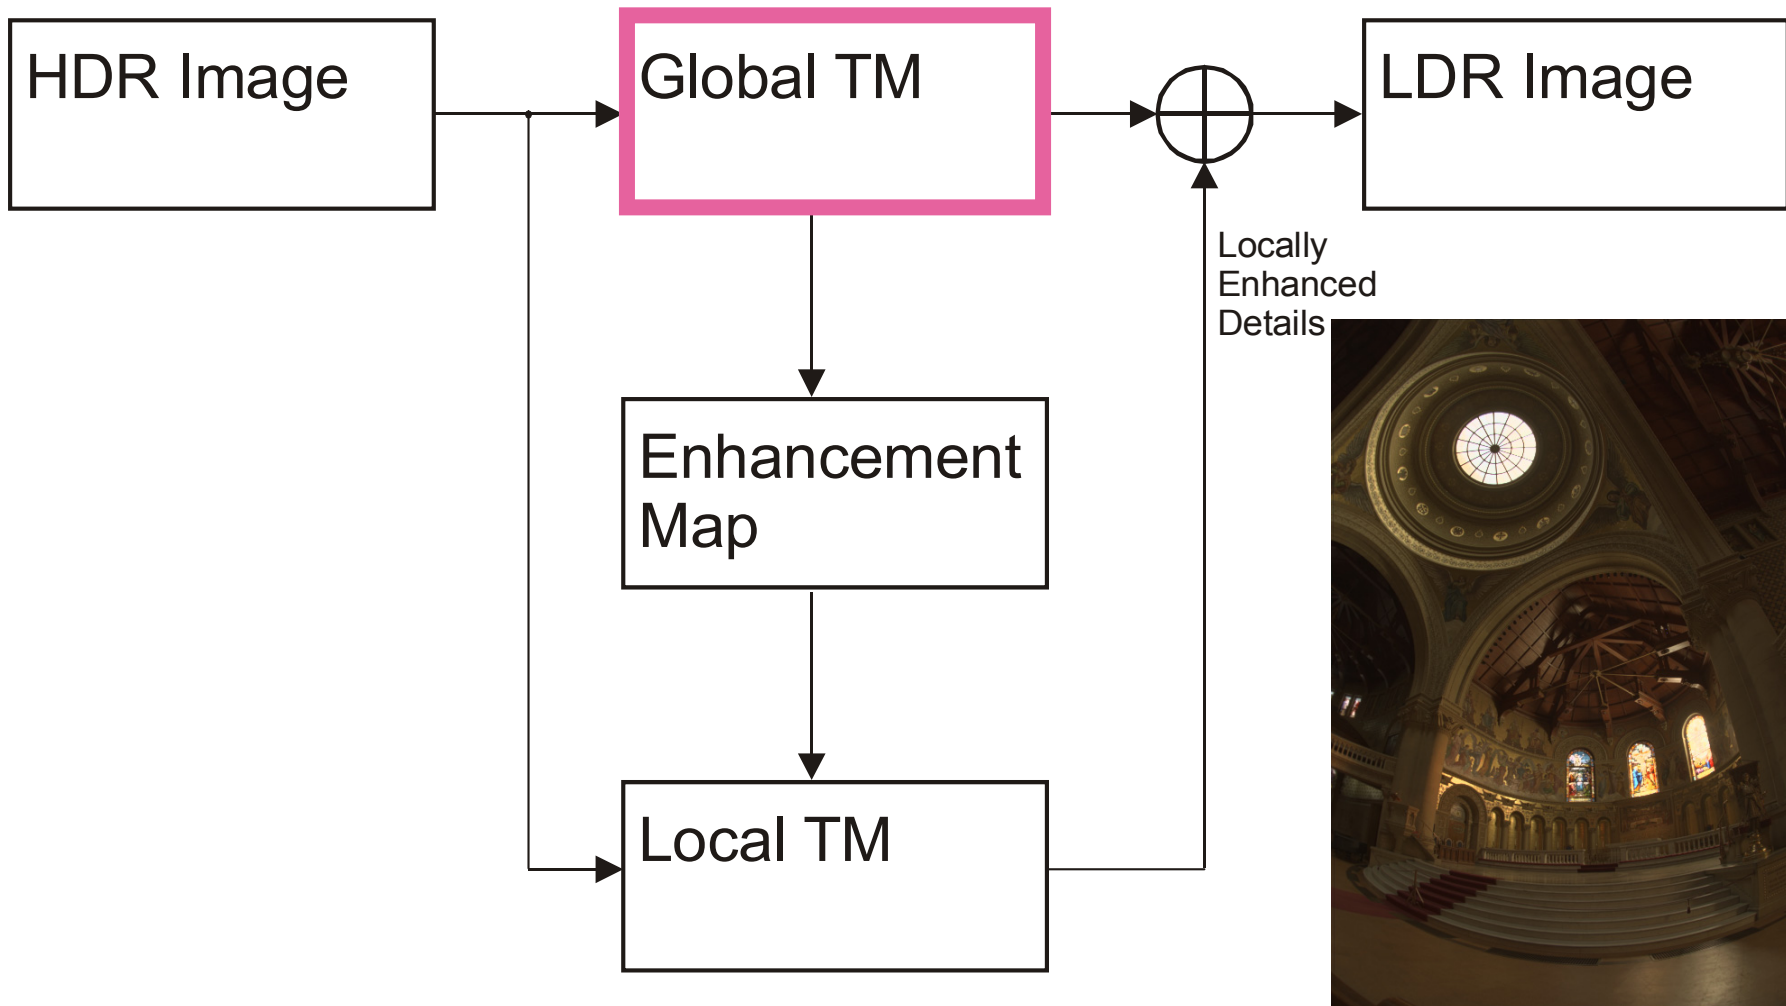 HDR Image
Global TM
LDR Image
Locally
Enhanced
Details
Enhancement
Map
Local TM